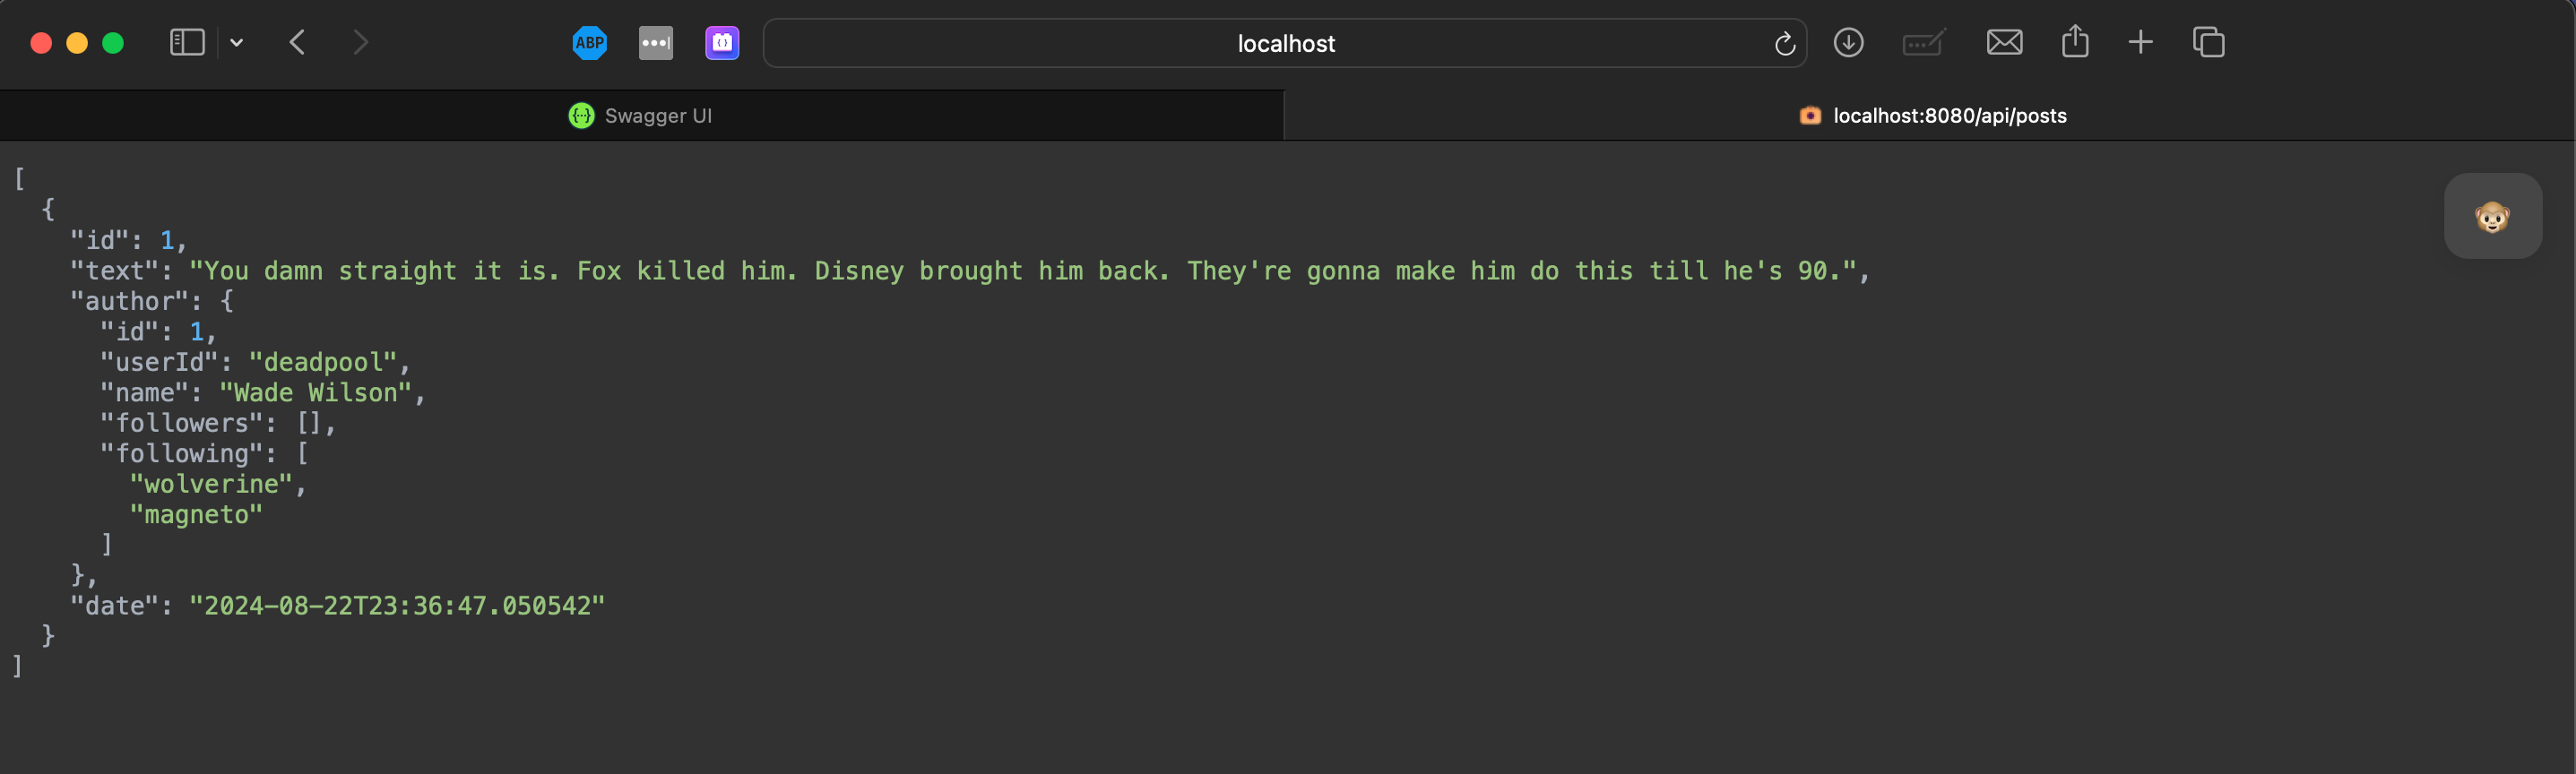 ABP
localhost
Swagger UI
localhost:8080/api/posts
[
  {
    "id": 1,
    "text": "You damn straight it is. Fox killed him. Disney brought him back. They're gonna make him do this till he's 90.",
    "author": {
      "id": 1,
      "userId": "deadpool",
      "name": "Wade Wilson",
      "followers": [],
      "following": [
        "wolverine",
        "magneto"
      ]
    },
    "date": "2024-08-22T23:36:47.050542"
  }
]